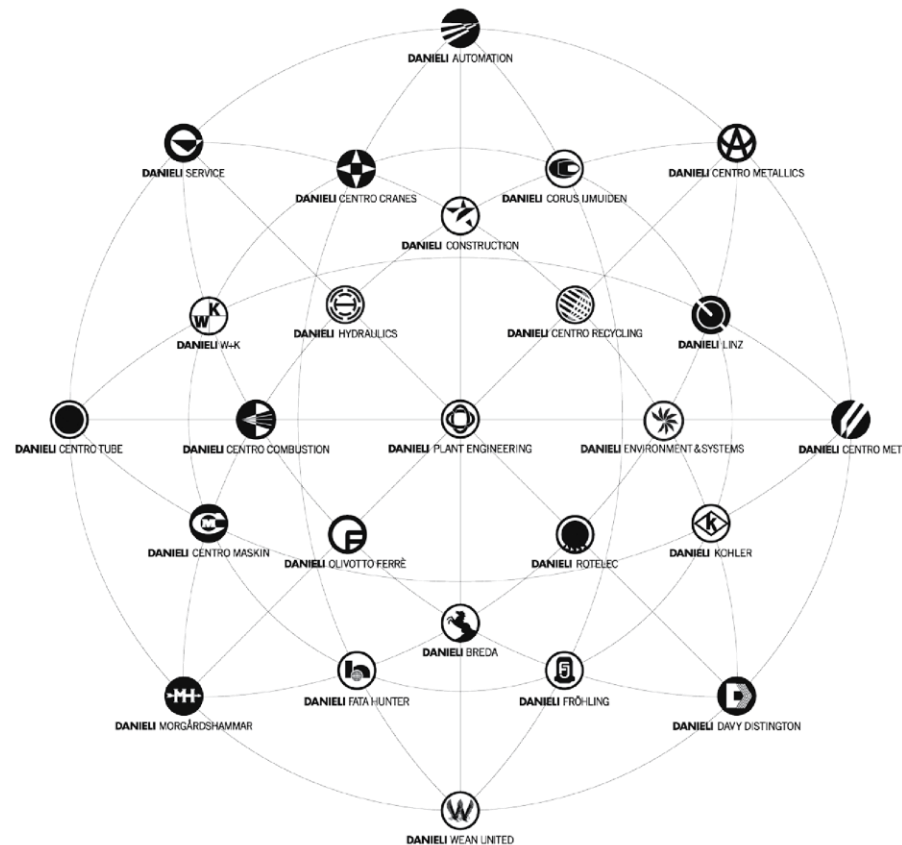 DANIELI AUTOMATION
DANIELI SERVICE
DANIELI CENTRO CRANES
DANIELI CORUS IJMUIDEN
DANIELI CENTRO METALLICS
DANIELI CONSTRUCTION
W K
DANIELI W+K
DANIELI HYDRAULICS
DANIELI CENTRO RECYCLING
DANIELI LINZ
DANIELI CENTRO TUBE
DANIELI CENTRO COMBUSTION
DANIELI PLANT ENGINEERING
DANIELI ENVIRONMENT & SYSTEMS
DANIELI CENTRO MET
M
k
DANIELI CENTRO MASKIN
DANIELI OLIVOTTO FERRÈ
DANIELI ROTELEC
DANIELI KOHLER
DANIELI BREDA
MH
D
DANIELI MORGÅRDSHAMMAR
DANIELI FATA HUNTER
DANIELI FRÖHLING
DANIELI DAVY DISTINGTON
W
DANIELI WEAN UNITED